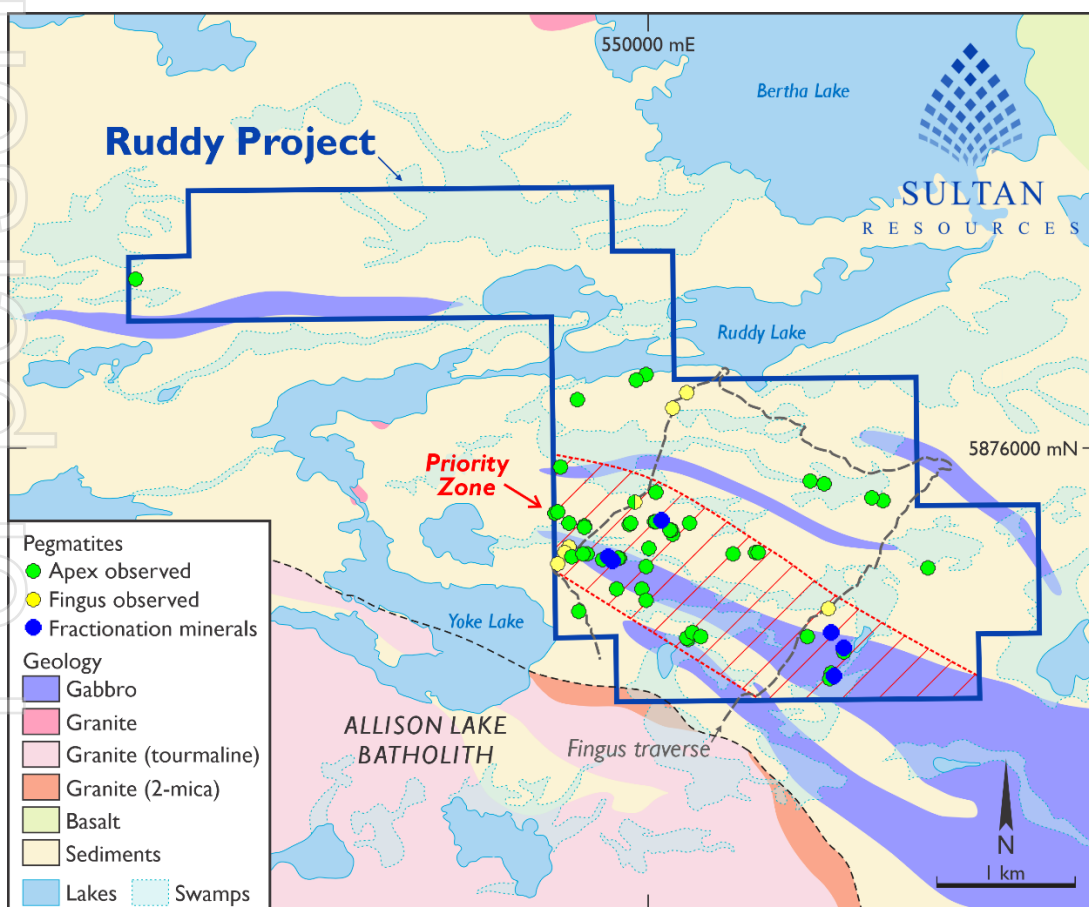 550000 mE
Bertha Lake
Ruddy Project
SULTAN
RESOURCES
Ruddy Lake
5876000 mN
Priority
Zone
Pegmatites
Apex observed
Fingus observed
Fractionation minerals
Geology
Gabbro
Granite
Granite (tourmaline)
Granite (2-mica)
Basalt
Sediments
Lakes
Swamps
Yoke Lake
ALLISON LAKE
BATHOLITH
Fingus traverse
N
1 km